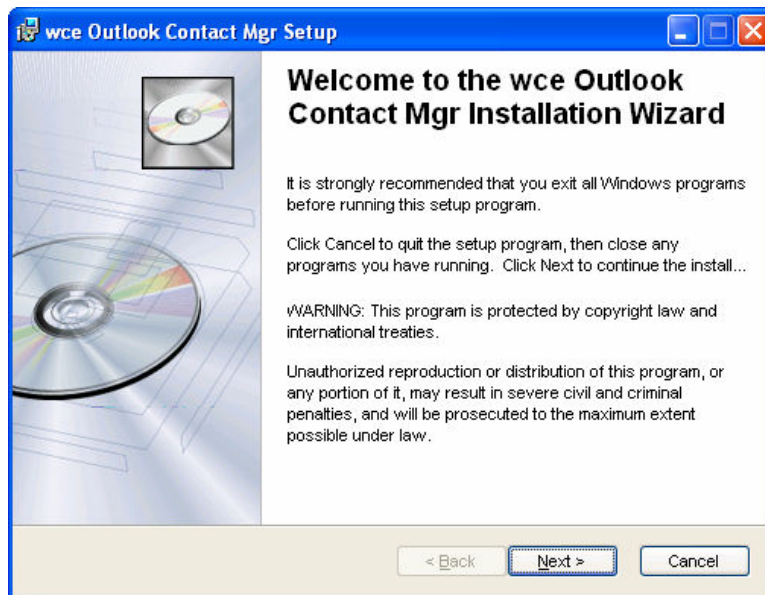 wce Outlook Contact Mgr Setup
Welcome to the wce Outlook
Contact Mgr Installation Wizard
It is strongly recommended that you exit all Windows programs
before running this setup program.
Click Cancel to quit the setup program, then close any
programs you have running. Click Next to continue the install...
WARNING: This program is protected by copyright law and
international treaties.
Unauthorized reproduction or distribution of this program, or
any portion of it, may result in severe civil and criminal
penalties, and will be prosecuted to the maximum extent
possible under law.
< Back Next > Cancel